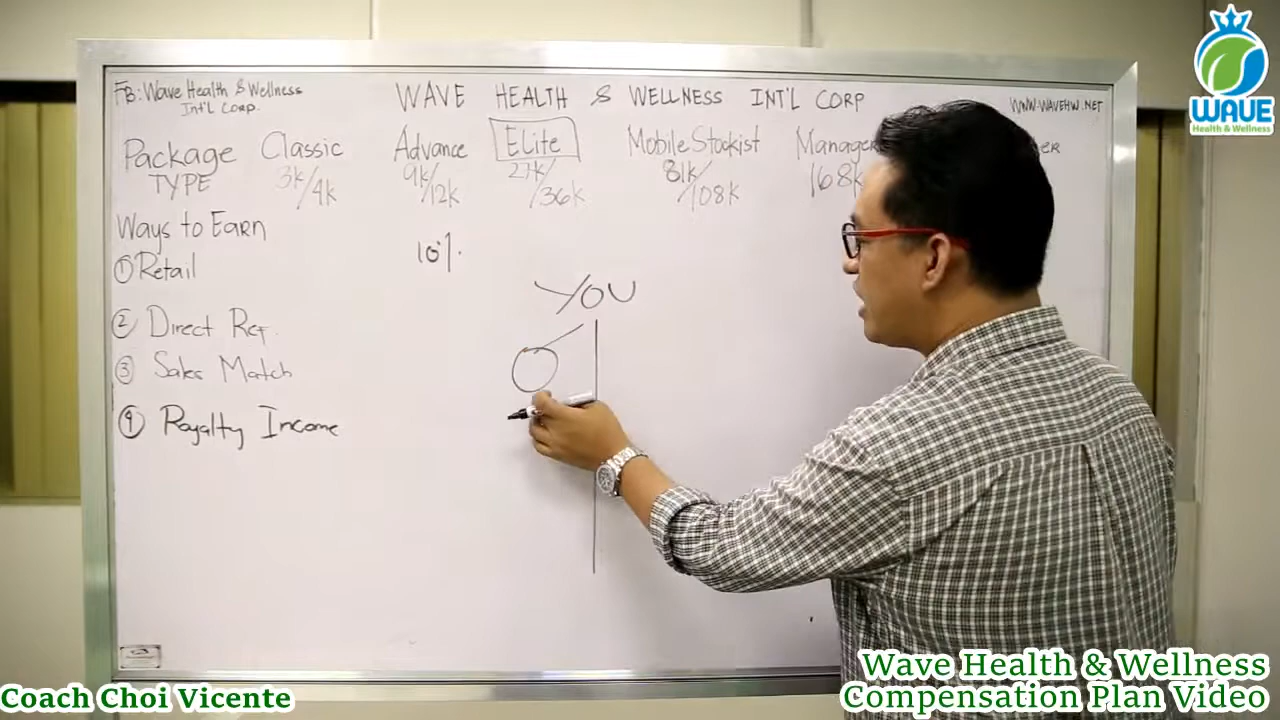 FB: Wave Health & Wellness
Int'l Corp.
WAVE HEALTH & WELLNESS INT'L CORP
WWW.WAVEHW.NET
WAVE
Health & Wellness
Package TYPE
Classic 3k/4k
Advance 9k/12k
Elite 27k/36k
Mobile Stockist 81k/108k
Manager 168k
Ways to Earn
① Retail 10%
YOU
② Direct Ref.
③ Sales Match
④ Royalty Income
Coach Choi Vicente
Wave Health & Wellness
Compensation Plan Video